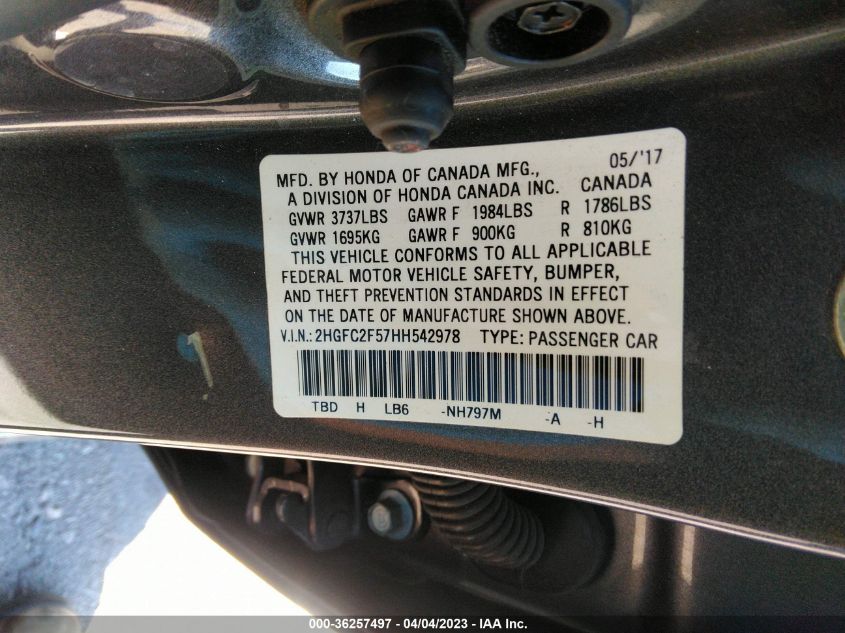 05/'17
MFD. BY HONDA OF CANADA MFG.,
A DIVISION OF HONDA CANADA INC. CANADA
GVWR 3737LBS GAWR F 1984LBS R 1786LBS
GVWR 1695KG GAWR F 900KG R 810KG
THIS VEHICLE CONFORMS TO ALL APPLICABLE
FEDERAL MOTOR VEHICLE SAFETY, BUMPER,
AND THEFT PREVENTION STANDARDS IN EFFECT
ON THE DATE OF MANUFACTURE SHOWN ABOVE.
V.I.N.: 2HGFC2F57HH542978 TYPE: PASSENGER CAR
TBD H LB6 -NH797M -A -H
000-36257497 - 04/04/2023 - IAA Inc.